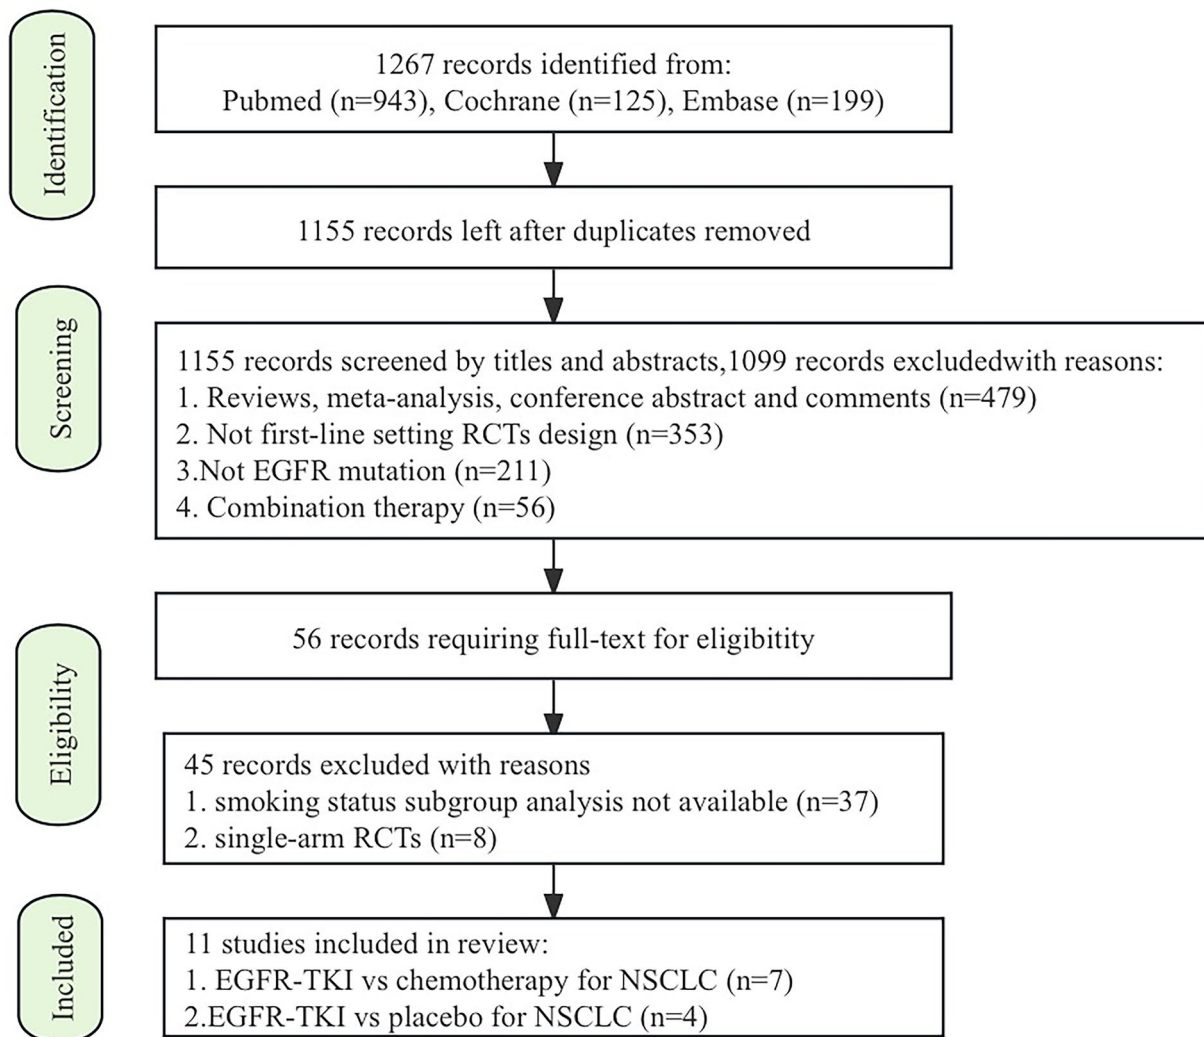 Identification
1267 records identified from:
Pubmed (n=943), Cochrane (n=125), Embase (n=199)
1155 records left after duplicates removed
Screening
1155 records screened by titles and abstracts,1099 records excludedwith reasons:
1. Reviews, meta-analysis, conference abstract and comments (n=479)
2. Not first-line setting RCTs design (n=353)
3.Not EGFR mutation (n=211)
4. Combination therapy (n=56)
Eligibility
56 records requiring full-text for eligibitity
45 records excluded with reasons
1. smoking status subgroup analysis not available (n=37)
2. single-arm RCTs (n=8)
Included
11 studies included in review:
1. EGFR-TKI vs chemotherapy for NSCLC (n=7)
2.EGFR-TKI vs placebo for NSCLC (n=4)